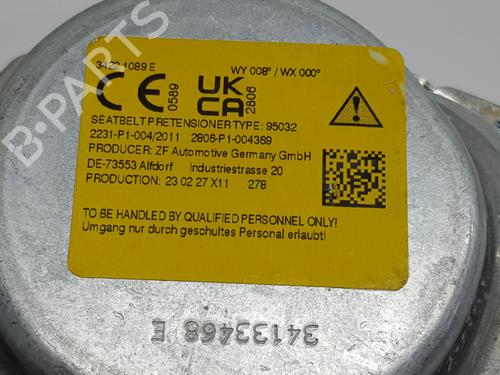 3422 1089 E WY 008° / WX 000°
CE 0589 UKCA 2806
SEATBELT PRETENSIONER TYPE: 95032
2231-P1-004/2011 2806-P1-004369
PRODUCER: ZF Automotive Germany GmbH
DE-73553 Alfdorf Industriestrasse 20
PRODUCTION: 23 02 27 X11 278
TO BE HANDLED BY QUALIFIED PERSONNEL ONLY!
Umgang nur durch geschultes Personal erlaubt!
34133468 E
B-PARTS